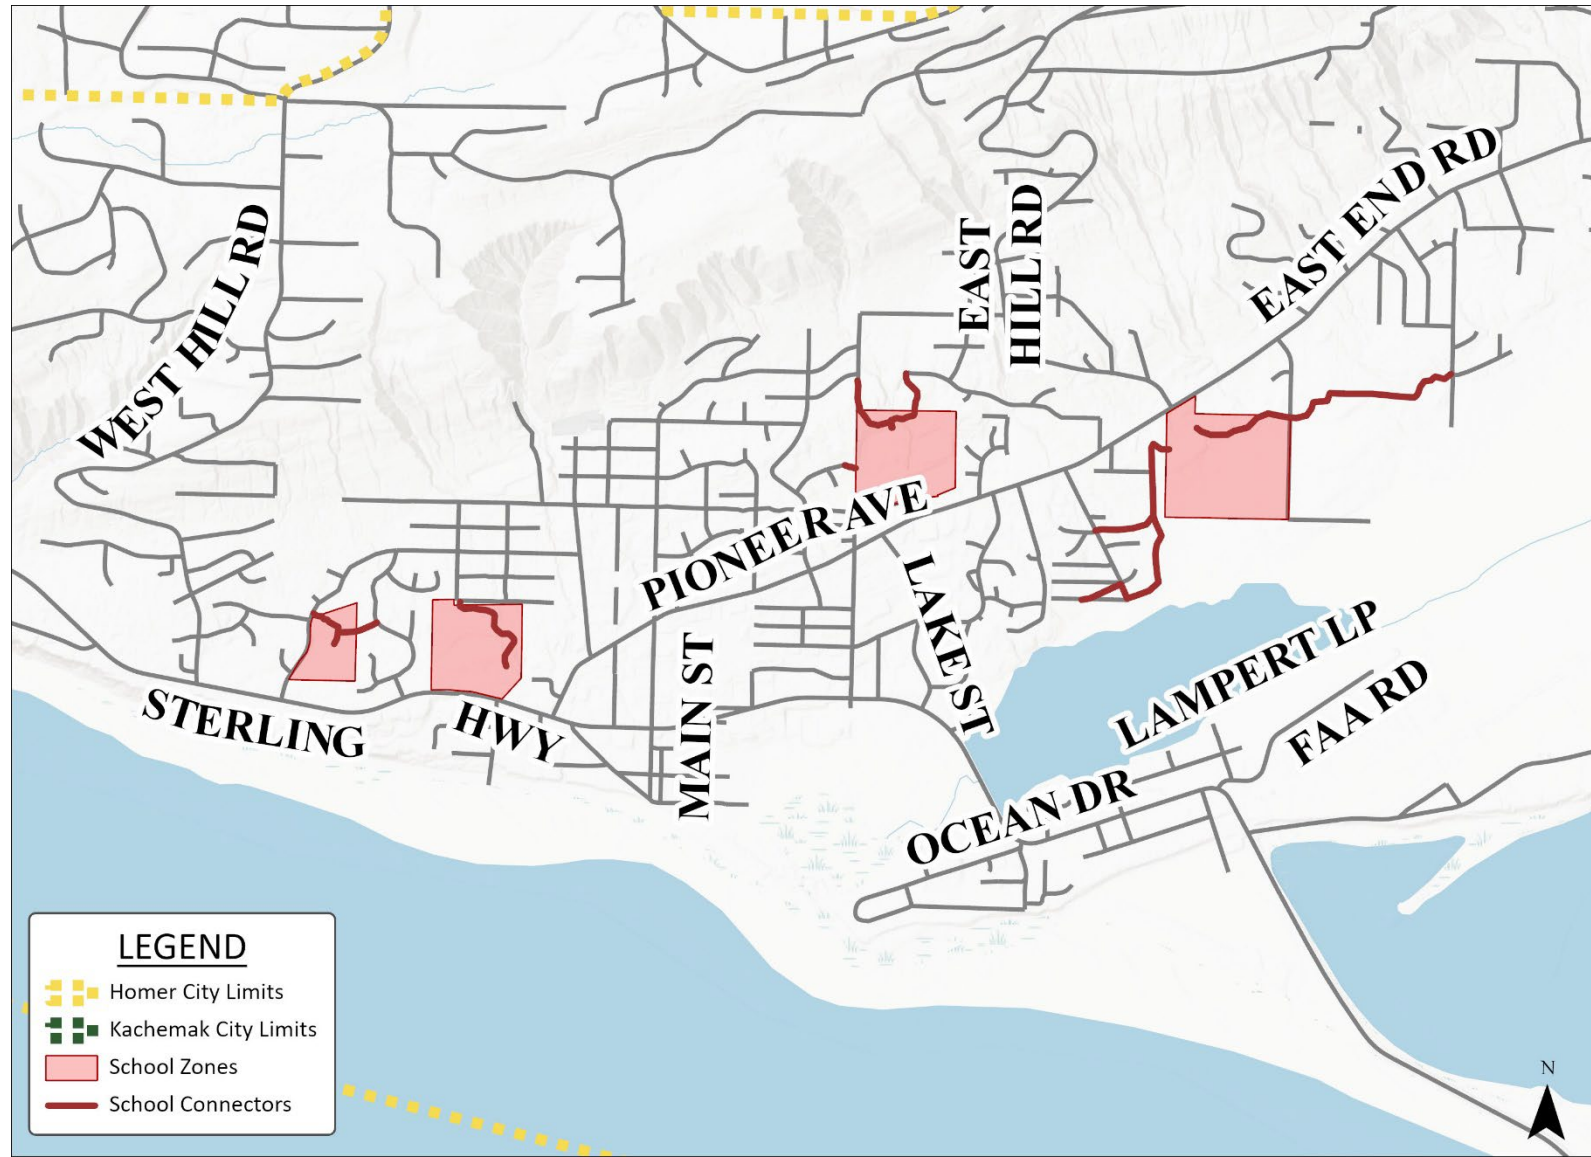 EAST END RD
EAST
HILL RD
WEST HILL RD
PIONEER AVE
LAKE ST
LAMPERT LP
FAA RD
MAIN ST
STERLING
HWY
OCEAN DR
LEGEND
Homer City Limits
Kachemak City Limits
School Zones
School Connectors
N